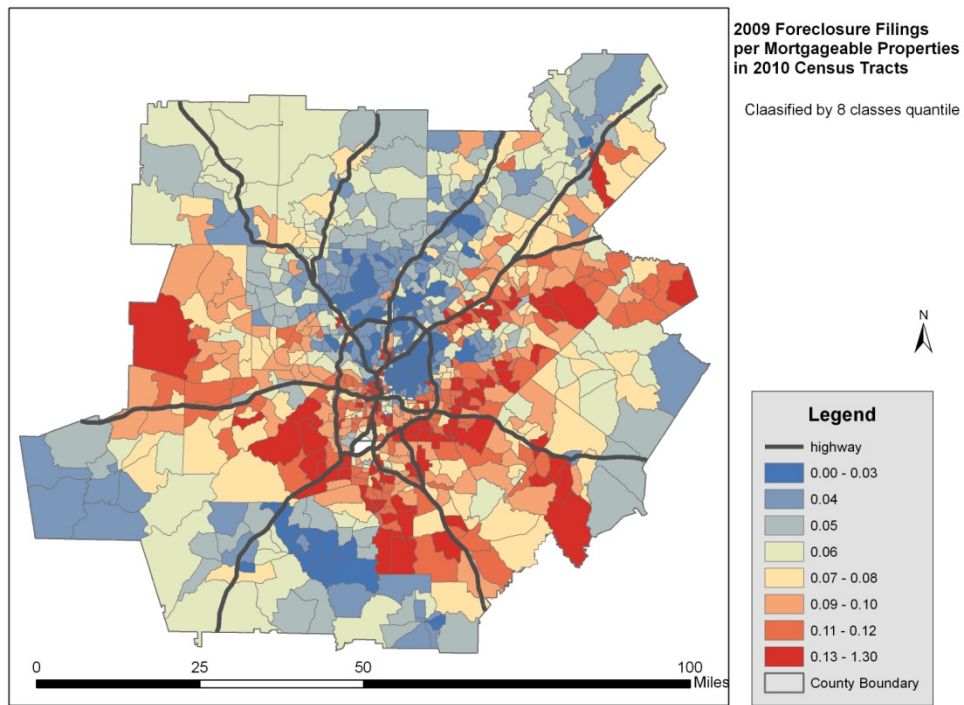 2009 Foreclosure Filings
per Mortgageable Properties
in 2010 Census Tracts
Claasified by 8 classes quantile
N
Legend
highway
0.00 - 0.03
0.04
0.05
0.06
0.07 - 0.08
0.09 - 0.10
0.11 - 0.12
0.13 - 1.30
County Boundary
0 25 50 100
Miles